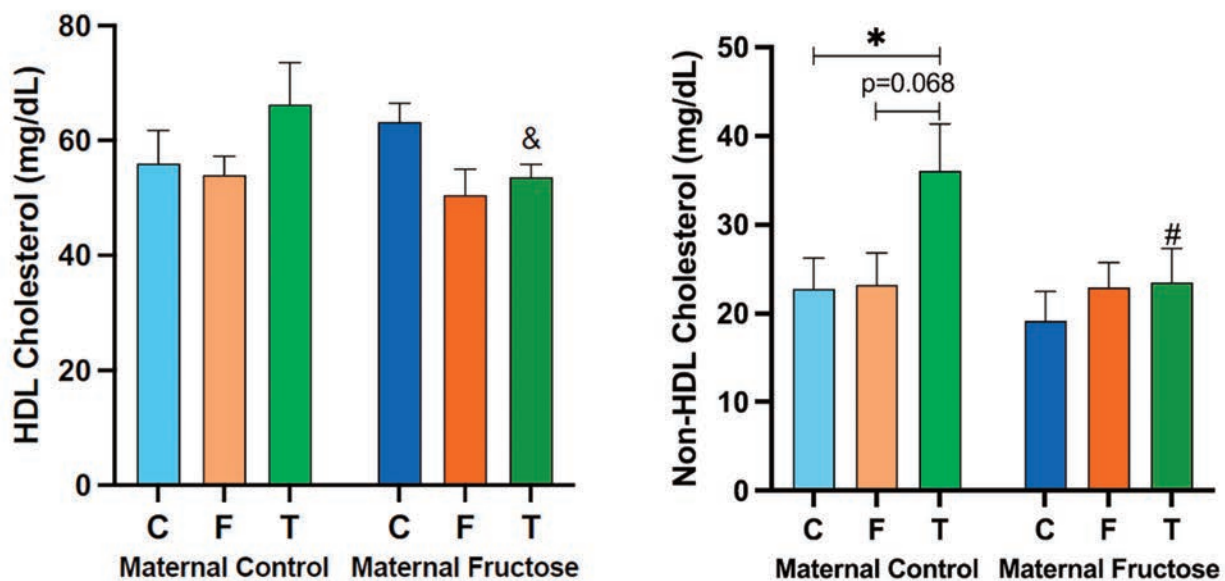 HDL Cholesterol (mg/dL)
80
60
40
20
0
&
C F T C F T
Maternal Control Maternal Fructose
Non-HDL Cholesterol (mg/dL)
50
40
30
20
10
0
*
p=0.068
#
C F T C F T
Maternal Control Maternal Fructose